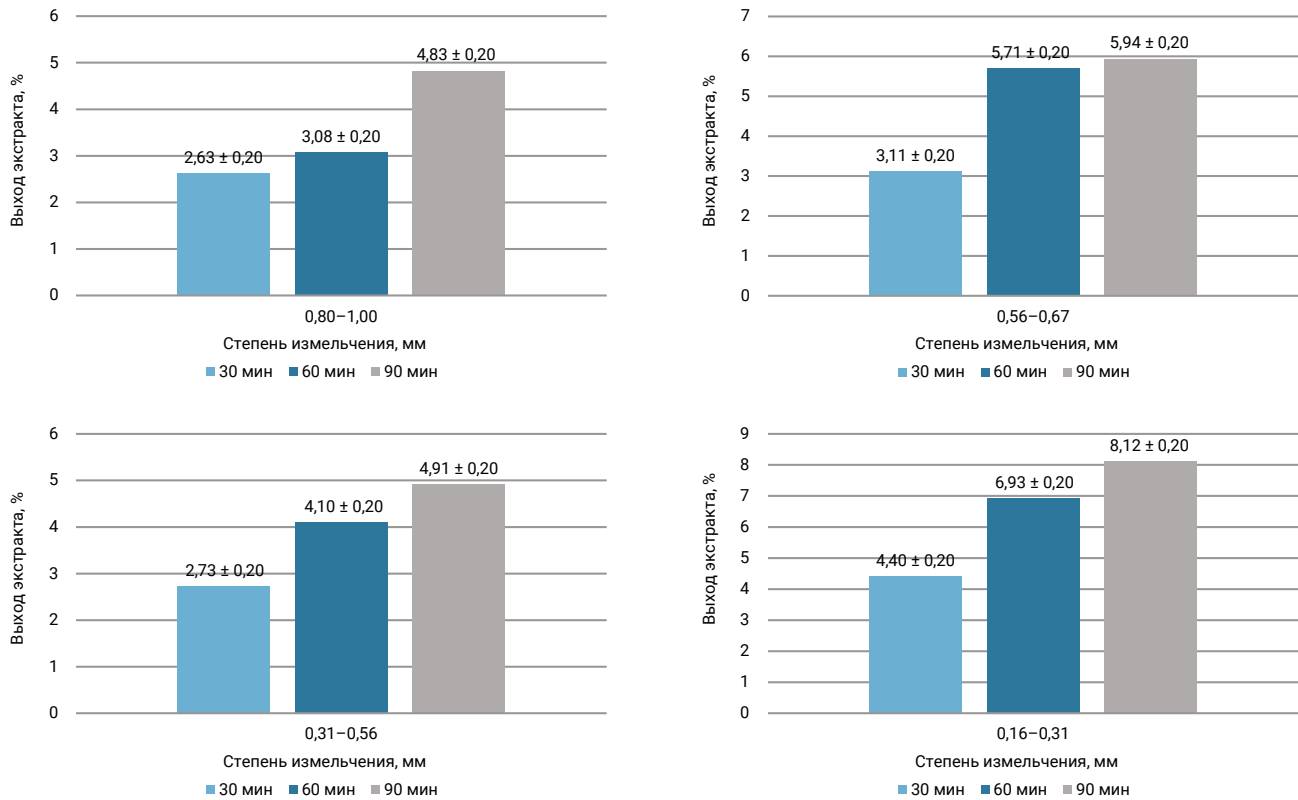 6
5
4
3
2
1
0
Выход экстракта, %
2,63 ± 0,20
3,08 ± 0,20
4,83 ± 0,20
0,80–1,00
Степень измельчения, мм
30 мин 60 мин 90 мин
7
6
5
4
3
2
1
0
Выход экстракта, %
3,11 ± 0,20
5,71 ± 0,20
5,94 ± 0,20
0,56–0,67
Степень измельчения, мм
30 мин 60 мин 90 мин
6
5
4
3
2
1
0
Выход экстракта, %
2,73 ± 0,20
4,10 ± 0,20
4,91 ± 0,20
0,31–0,56
Степень измельчения, мм
30 мин 60 мин 90 мин
9
8
7
6
5
4
3
2
1
0
Выход экстракта, %
4,40 ± 0,20
6,93 ± 0,20
8,12 ± 0,20
0,16–0,31
Степень измельчения, мм
30 мин 60 мин 90 мин